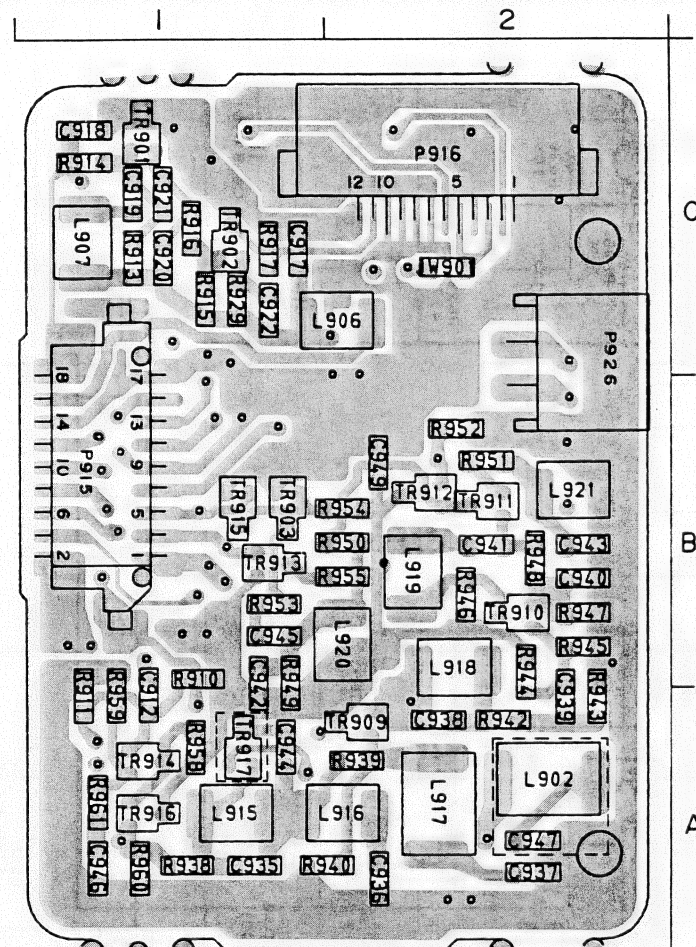 1 2
C918 TR901
R914
P916
12 10 5 1
C919 C921
R916 TR902
L907 R913 C920 R917 C917
C
W901
R915 R929 C922
L906
P926
18 17
14 13
R952
10 P915 9
C949 R951
TR912 TR911 L921
6 5
TR915 TR903 R954
R950 C941 R948 C943
B
2 1
TR913 L919
R955 R946 C940
R953 TR910 R947
C945 L920 R945
L918 R944
R911 R959 C912 R910 C942 R949 C939 R943
TR909 C938 R942
R958 TR917 C944
TR914 R939 L902
R961 TR916 L915 L916 L917
A
C947
C946 R960 R938 C935 R940 C936 C937